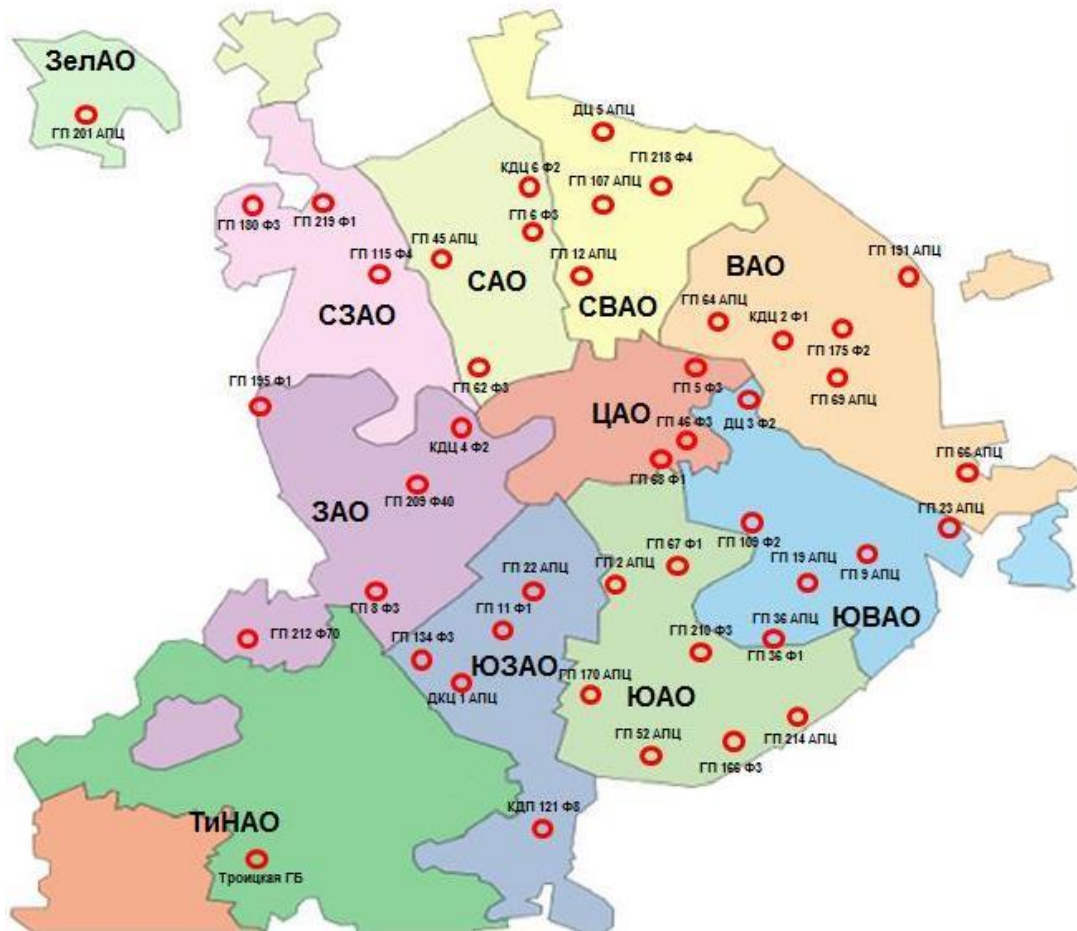 ЗелАО
ГП 201 АПЦ
ДЦ 5 АПЦ
ГП 218 Ф4
КДЦ 6 Ф2
ГП 107 АПЦ
ГП 180 Ф3
ГП 219 Ф1
ГП 6 Ф3
ГП 45 АПЦ
ГП 115 Ф4
ГП 12 АПЦ
ГП 191 АПЦ
ВАО
САО
СЗАО
СВАО
ГП 64 АПЦ
КДЦ 2 Ф1
ГП 175 Ф2
ГП 195 Ф1
ГП 62 Ф3
ГП 5 Ф3
ГП 69 АПЦ
ЦАО
ДЦ 3 Ф2
КДЦ 4 Ф2
ГП 46 Ф3
ГП 66 АПЦ
ГП 68 Ф1
ГП 209 Ф40
ЗАО
ГП 23 АПЦ
ГП 67 Ф1
ГП 109 Ф2
ГП 2 АПЦ
ГП 19 АПЦ
ГП 9 АПЦ
ГП 22 АПЦ
ГП 8 Ф3
ГП 11 Ф1
ГП 36 АПЦ
ЮВАО
ГП 212 Ф70
ГП 134 Ф3
ГП 210 Ф3
ГП 36 Ф1
ЮЗАО
ГП 170 АПЦ
ДКЦ 1 АПЦ
ЮАО
ГП 52 АПЦ
ГП 166 Ф3
ГП 214 АПЦ
КДП 121 Ф8
ТиНАО
Троицкая ГБ